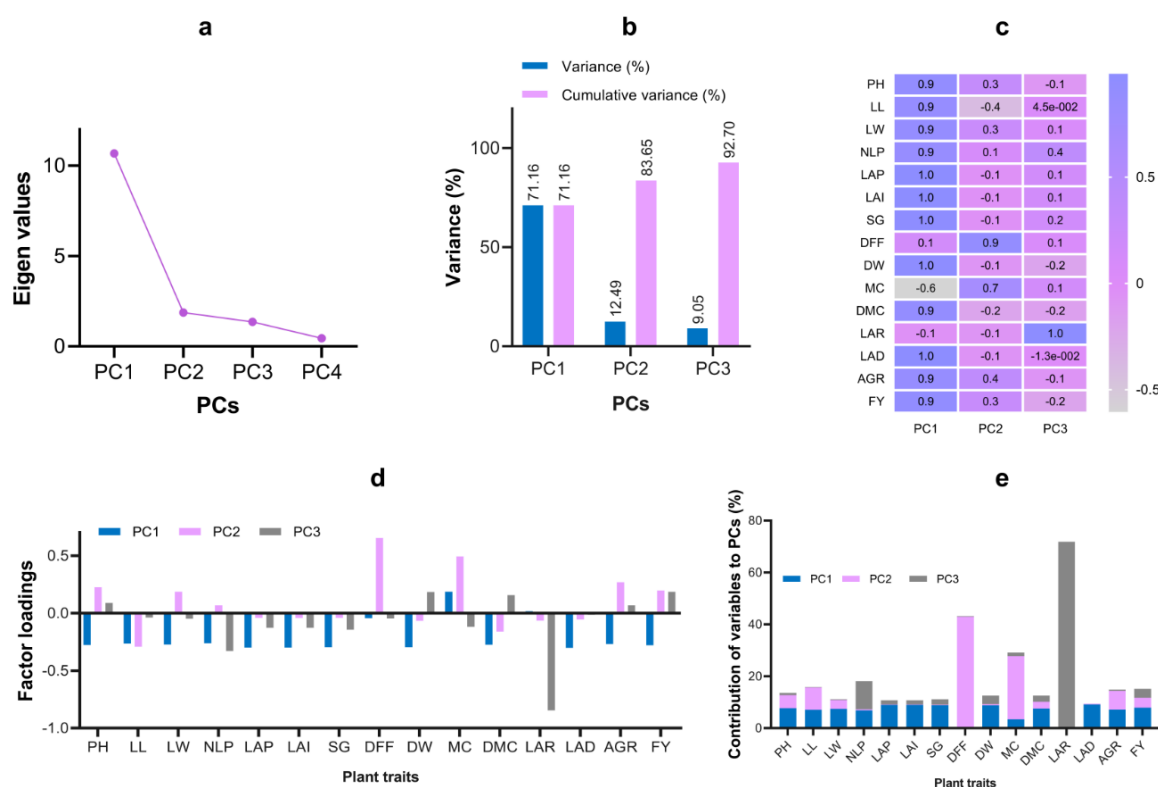 a
Eigen values
10
5
0
PC1 PC2 PC3 PC4
PCs
b
Variance (%)
Cumulative variance (%)
Variance (%)
100
50
0
71.16
71.16
12.49
83.65
9.05
92.70
PC1 PC2 PC3
PCs
c
PH 0.9 0.3 -0.1
LL 0.9 -0.4 4.5e-002
LW 0.9 0.3 0.1
NLP 0.9 0.1 0.4
LAP 1.0 -0.1 0.1
LAI 1.0 -0.1 0.1
SG 1.0 -0.1 0.2
DFF 0.1 0.9 0.1
DW 1.0 -0.1 -0.2
MC -0.6 0.7 0.1
DMC 0.9 -0.2 -0.2
LAR -0.1 -0.1 1.0
LAD 1.0 -0.1 -1.3e-002
AGR 0.9 0.4 -0.1
FY 0.9 0.3 -0.2
PC1 PC2 PC3
0.5
0
-0.5
d
PC1 PC2 PC3
Factor loadings
0.5
0.0
-0.5
-1.0
PH LL LW NLP LAP LAI SG DFF DW MC DMC LAR LAD AGR FY
Plant traits
e
Contribution of variables to PCs (%)
80
60
40
20
0
PC1 PC2 PC3
PH LL LW NLP LAP LAI SG DFF DW MC DMC LAR LAD AGR FY
Plant traits